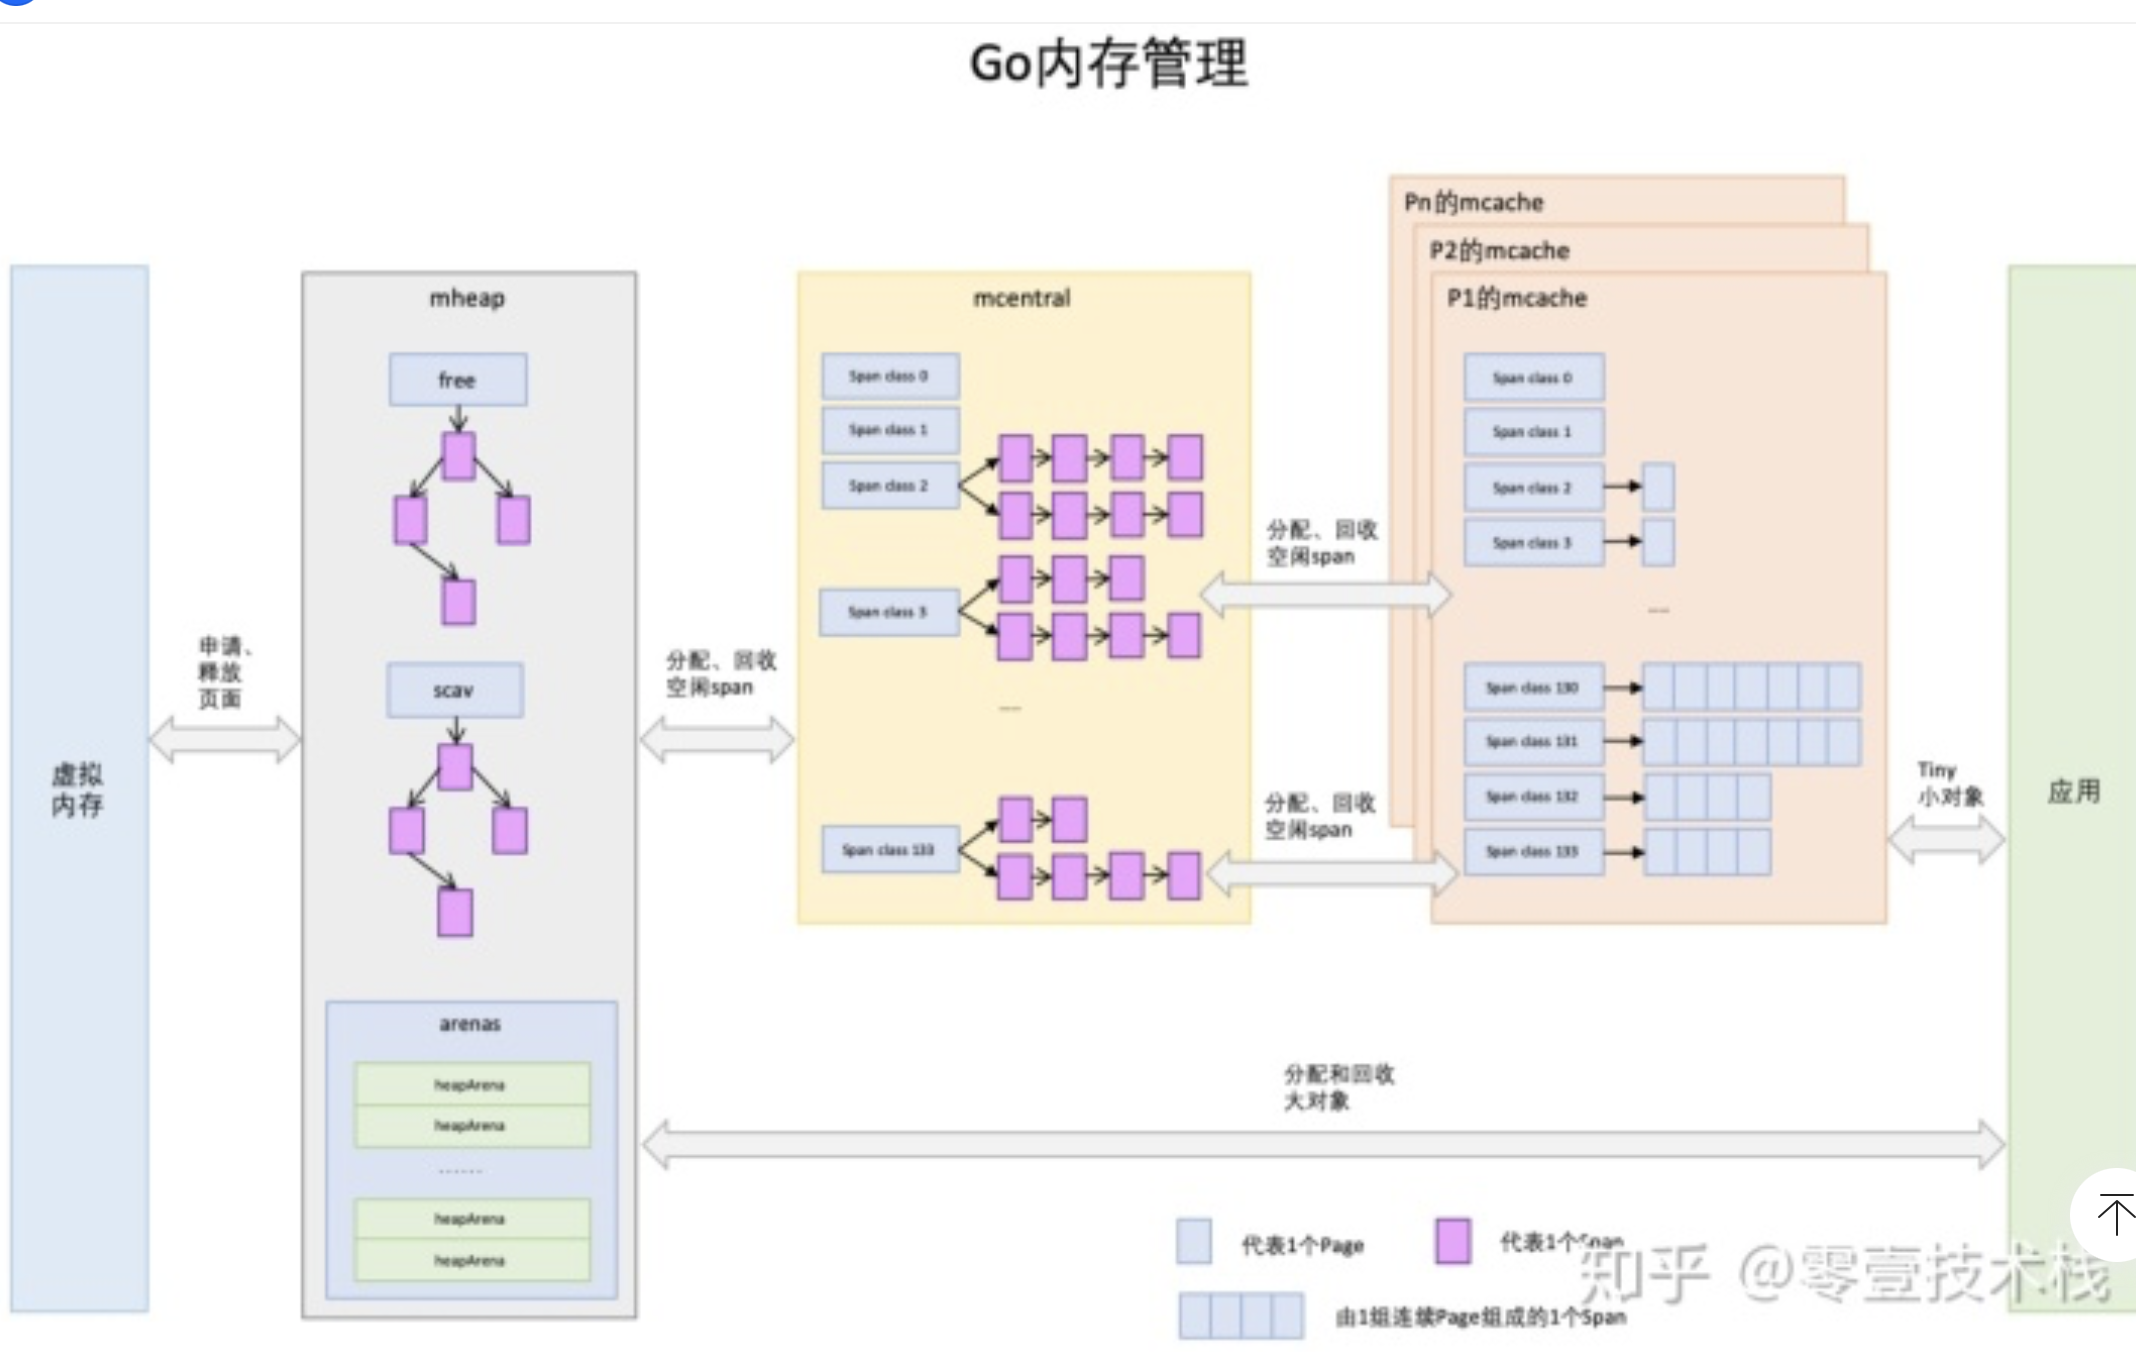 Go内存管理
Pn的mcache
P2的mcache
P1的mcache
mheap
mcentral
free
scav
arenas
heapArena
heapArena
......
heapArena
heapArena
虚拟
内存
申请、
释放
页面
分配、回收
空闲span
Span class 0
Span class 1
Span class 2
Span class 3
Span class 133
分配、回收
空闲span
分配、回收
空闲span
Span class 0
Span class 1
Span class 2
Span class 3
Span class 130
Span class 131
Span class 132
Span class 133
Tiny
小对象
应用
分配和回收
大对象
代表1个Page
代表1个Span
由1组连续Page组成的1个Span
知乎 @零壹技术栈